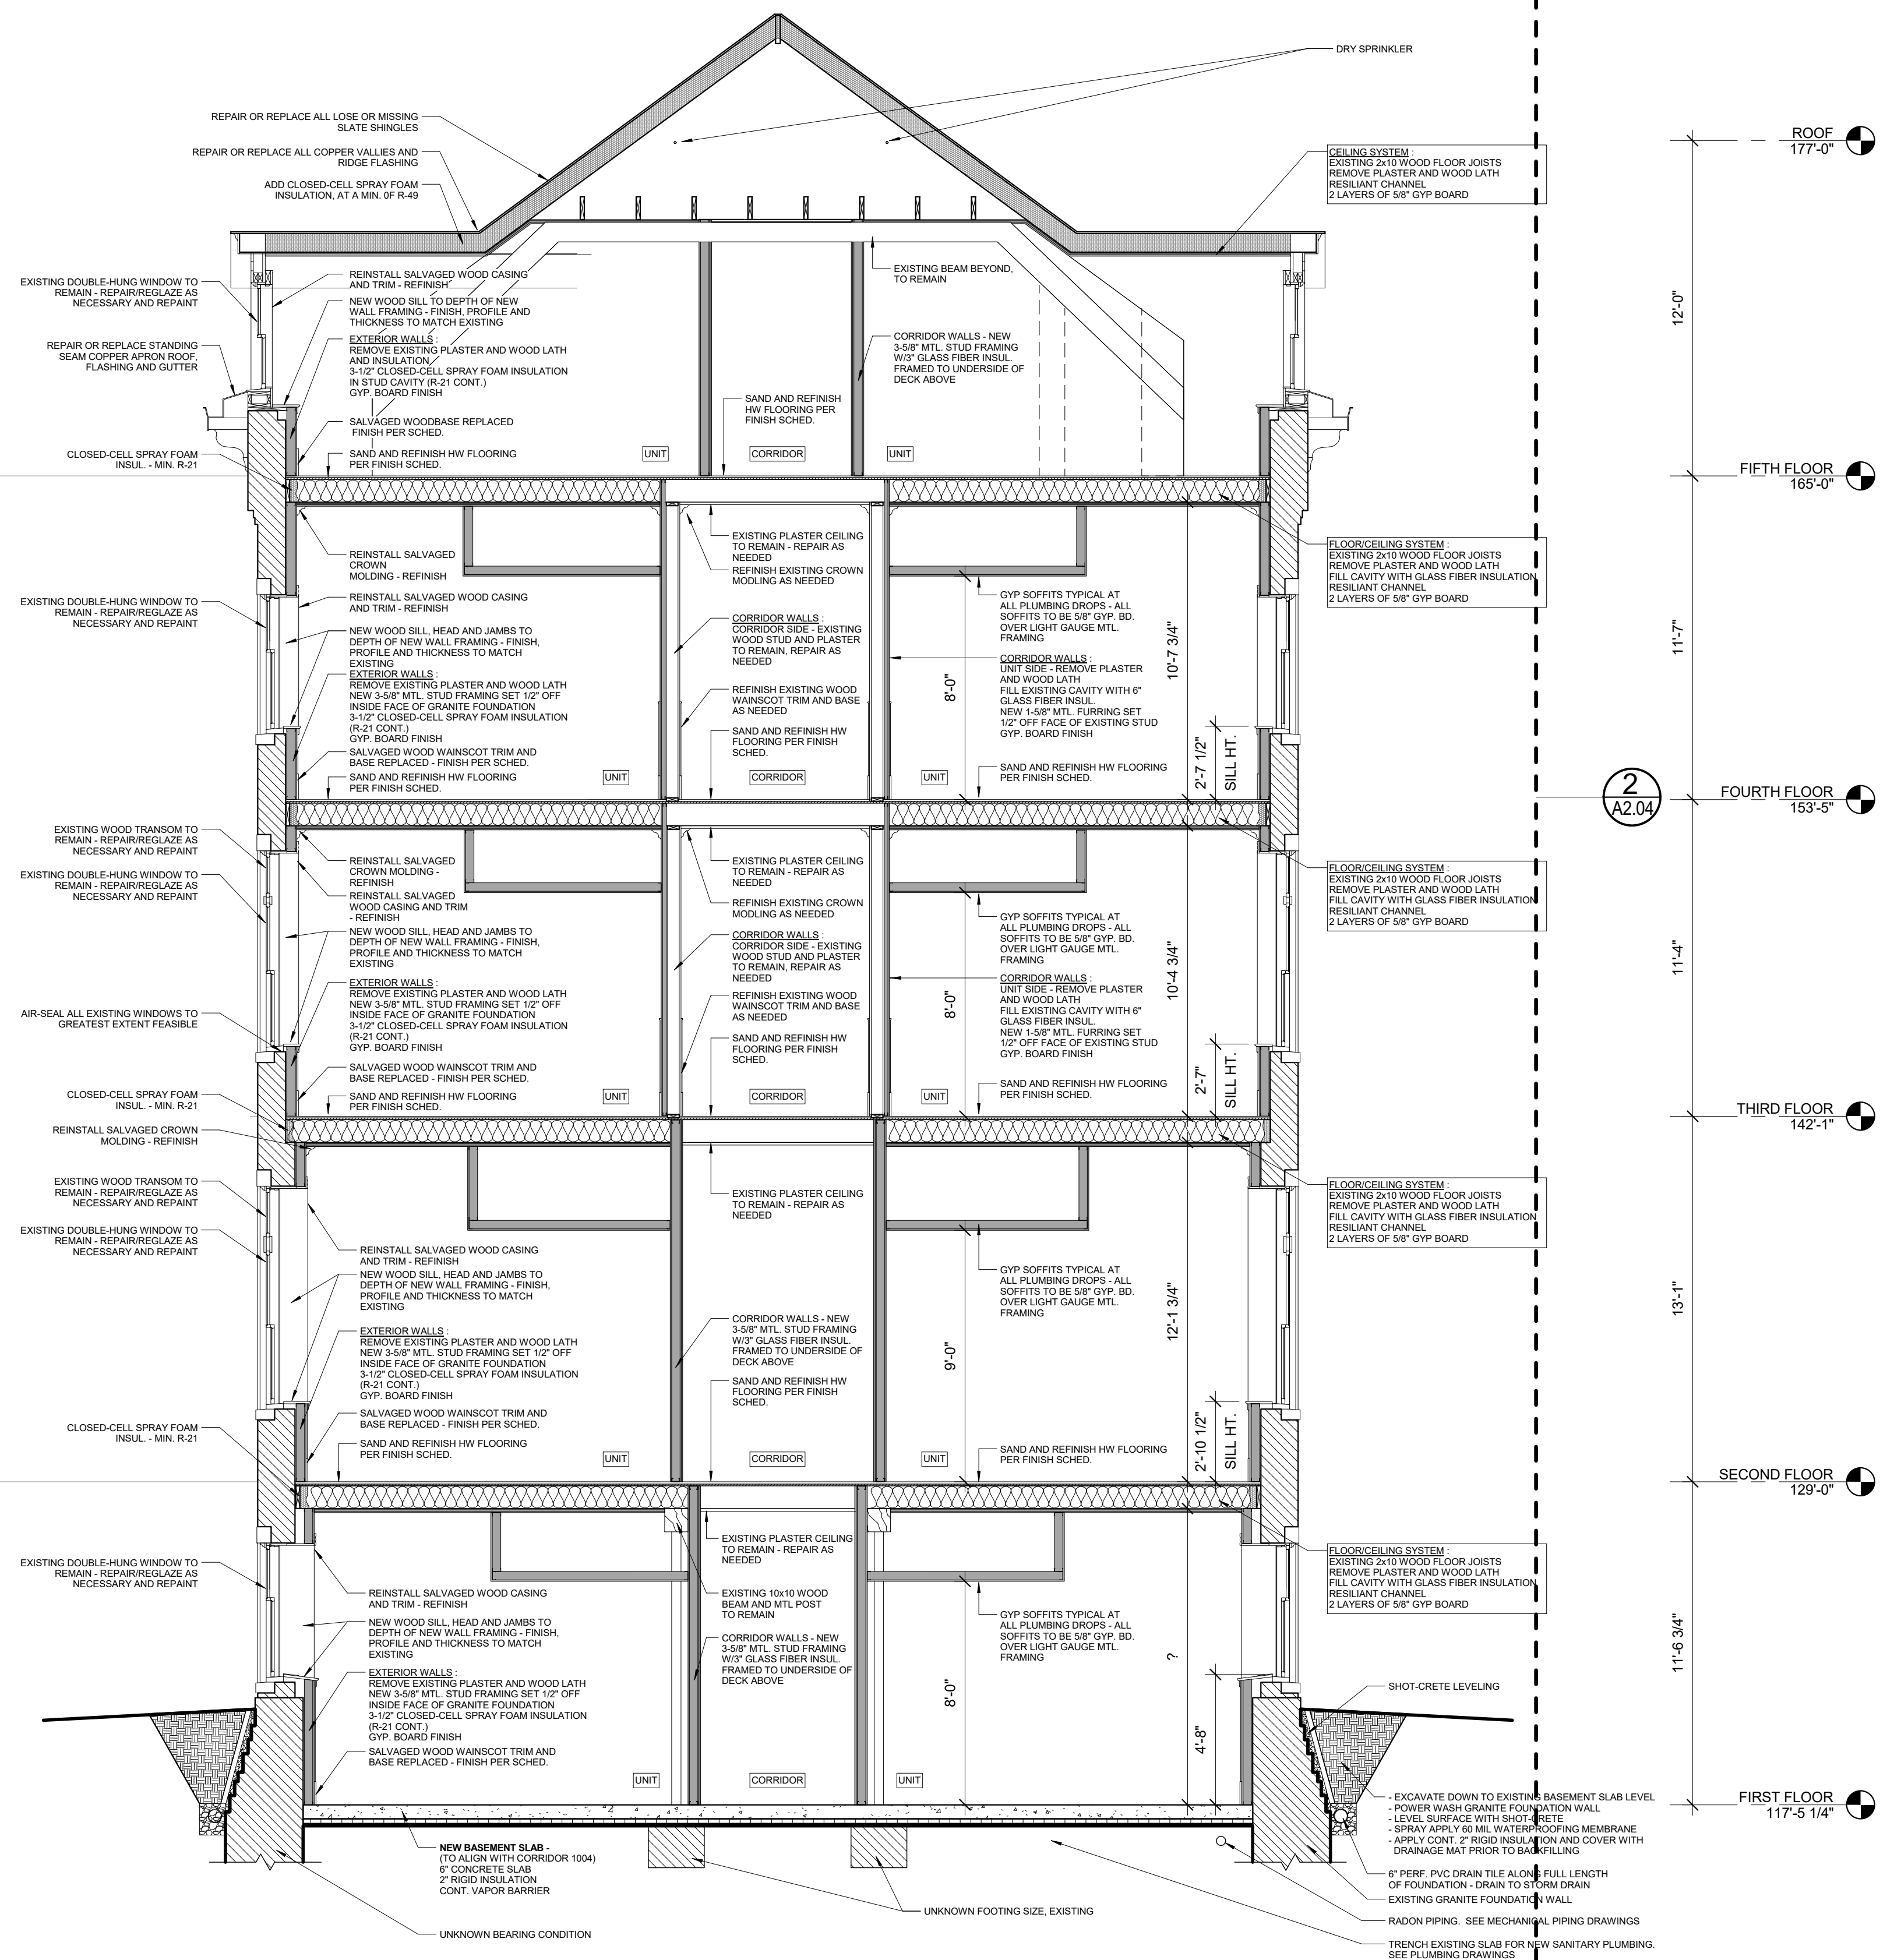 DRY SPRINKLER
REPAIR OR REPLACE ALL LOSE OR MISSING
SLATE SHINGLES
REPAIR OR REPLACE ALL COPPER VALLIES AND
RIDGE FLASHING
ADD CLOSED-CELL SPRAY FOAM
INSULATION, AT A MIN. 0F R-49
ROOF
177'-0"
CEILING SYSTEM :
EXISTING 2x10 WOOD FLOOR JOISTS
REMOVE PLASTER AND WOOD LATH
RESILIANT CHANNEL
2 LAYERS OF 5/8" GYP BOARD
EXISTING DOUBLE-HUNG WINDOW TO
REMAIN - REPAIR/REGLAZE AS
NECESSARY AND REPAINT
REPAIR OR REPLACE STANDING
SEAM COPPER APRON ROOF,
FLASHING AND GUTTER
CLOSED-CELL SPRAY FOAM
INSUL. - MIN. R-21
REINSTALL SALVAGED WOOD CASING
AND TRIM - REFINISH
NEW WOOD SILL TO DEPTH OF NEW
WALL FRAMING - FINISH, PROFILE AND
THICKNESS TO MATCH EXISTING
EXTERIOR WALLS :
REMOVE EXISTING PLASTER AND WOOD LATH
AND INSULATION
3-1/2" CLOSED-CELL SPRAY FOAM INSULATION
IN STUD CAVITY (R-21 CONT.)
GYP. BOARD FINISH
SALVAGED WOODBASE REPLACED
FINISH PER SCHED.
SAND AND REFINISH HW FLOORING
PER FINISH SCHED.
EXISTING BEAM BEYOND,
TO REMAIN
CORRIDOR WALLS - NEW
3-5/8" MTL. STUD FRAMING
W/3" GLASS FIBER INSUL.
FRAMED TO UNDERSIDE OF
DECK ABOVE
SAND AND REFINISH
HW FLOORING PER
FINISH SCHED.
UNIT
CORRIDOR
UNIT
12'-0"
FIFTH FLOOR
165'-0"
EXISTING DOUBLE-HUNG WINDOW TO
REMAIN - REPAIR/REGLAZE AS
NECESSARY AND REPAINT
REINSTALL SALVAGED
CROWN
MOLDING - REFINISH
REINSTALL SALVAGED WOOD CASING
AND TRIM - REFINISH
NEW WOOD SILL, HEAD AND JAMBS TO
DEPTH OF NEW WALL FRAMING - FINISH,
PROFILE AND THICKNESS TO MATCH
EXISTING
EXTERIOR WALLS :
REMOVE EXISTING PLASTER AND WOOD LATH
NEW 3-5/8" MTL. STUD FRAMING SET 1/2" OFF
INSIDE FACE OF GRANITE FOUNDATION
3-1/2" CLOSED-CELL SPRAY FOAM INSULATION
(R-21 CONT.)
GYP. BOARD FINISH
SALVAGED WOOD WAINSCOT TRIM AND
BASE REPLACED - FINISH PER SCHED.
SAND AND REFINISH HW FLOORING
PER FINISH SCHED.
UNIT
EXISTING PLASTER CEILING
TO REMAIN - REPAIR AS
NEEDED
REFINISH EXISTING CROWN
MODLING AS NEEDED
CORRIDOR WALLS :
CORRIDOR SIDE - EXISTING
WOOD STUD AND PLASTER
TO REMAIN, REPAIR AS
NEEDED
REFINISH EXISTING WOOD
WAINSCOT TRIM AND BASE
AS NEEDED
SAND AND REFINISH HW
FLOORING PER FINISH
SCHED.
CORRIDOR
GYP SOFFITS TYPICAL AT
ALL PLUMBING DROPS - ALL
SOFFITS TO BE 5/8" GYP. BD.
OVER LIGHT GAUGE MTL.
FRAMING
CORRIDOR WALLS :
UNIT SIDE - REMOVE PLASTER
AND WOOD LATH
FILL EXISTING CAVITY WITH 6"
GLASS FIBER INSUL.
NEW 1-5/8" MTL. FURRING SET
1/2" OFF FACE OF EXISTING STUD
GYP. BOARD FINISH
SAND AND REFINISH HW FLOORING
PER FINISH SCHED.
UNIT
8'-0"
10'-7 3/4"
2'-7 1/2"
SILL HT.
FLOOR/CEILING SYSTEM :
EXISTING 2x10 WOOD FLOOR JOISTS
REMOVE PLASTER AND WOOD LATH
FILL CAVITY WITH GLASS FIBER INSULATION
RESILIANT CHANNEL
2 LAYERS OF 5/8" GYP BOARD
11'-7"
2
A2.04
FOURTH FLOOR
153'-5"
EXISTING WOOD TRANSOM TO
REMAIN - REPAIR/REGLAZE AS
NECESSARY AND REPAINT
EXISTING DOUBLE-HUNG WINDOW TO
REMAIN - REPAIR/REGLAZE AS
NECESSARY AND REPAINT
AIR-SEAL ALL EXISTING WINDOWS TO
GREATEST EXTENT FEASIBLE
CLOSED-CELL SPRAY FOAM
INSUL. - MIN. R-21
REINSTALL SALVAGED
CROWN MOLDING -
REFINISH
REINSTALL SALVAGED
WOOD CASING AND TRIM
- REFINISH
NEW WOOD SILL, HEAD AND JAMBS TO
DEPTH OF NEW WALL FRAMING - FINISH,
PROFILE AND THICKNESS TO MATCH
EXISTING
EXTERIOR WALLS :
REMOVE EXISTING PLASTER AND WOOD LATH
NEW 3-5/8" MTL. STUD FRAMING SET 1/2" OFF
INSIDE FACE OF GRANITE FOUNDATION
3-1/2" CLOSED-CELL SPRAY FOAM INSULATION
(R-21 CONT.)
GYP. BOARD FINISH
SALVAGED WOOD WAINSCOT TRIM AND
BASE REPLACED - FINISH PER SCHED.
SAND AND REFINISH HW FLOORING
PER FINISH SCHED.
UNIT
EXISTING PLASTER CEILING
TO REMAIN - REPAIR AS
NEEDED
REFINISH EXISTING CROWN
MODLING AS NEEDED
CORRIDOR WALLS :
CORRIDOR SIDE - EXISTING
WOOD STUD AND PLASTER
TO REMAIN, REPAIR AS
NEEDED
REFINISH EXISTING WOOD
WAINSCOT TRIM AND BASE
AS NEEDED
SAND AND REFINISH HW
FLOORING PER FINISH
SCHED.
CORRIDOR
GYP SOFFITS TYPICAL AT
ALL PLUMBING DROPS - ALL
SOFFITS TO BE 5/8" GYP. BD.
OVER LIGHT GAUGE MTL.
FRAMING
CORRIDOR WALLS :
UNIT SIDE - REMOVE PLASTER
AND WOOD LATH
FILL EXISTING CAVITY WITH 6"
GLASS FIBER INSUL.
NEW 1-5/8" MTL. FURRING SET
1/2" OFF FACE OF EXISTING STUD
GYP. BOARD FINISH
SAND AND REFINISH HW FLOORING
PER FINISH SCHED.
UNIT
8'-0"
10'-4 3/4"
2'-7"
SILL HT.
FLOOR/CEILING SYSTEM :
EXISTING 2x10 WOOD FLOOR JOISTS
REMOVE PLASTER AND WOOD LATH
FILL CAVITY WITH GLASS FIBER INSULATION
RESILIANT CHANNEL
2 LAYERS OF 5/8" GYP BOARD
11'-4"
THIRD FLOOR
142'-1"
REINSTALL SALVAGED CROWN
MOLDING - REFINISH
EXISTING WOOD TRANSOM TO
REMAIN - REPAIR/REGLAZE AS
NECESSARY AND REPAINT
EXISTING DOUBLE-HUNG WINDOW TO
REMAIN - REPAIR/REGLAZE AS
NECESSARY AND REPAINT
CLOSED-CELL SPRAY FOAM
INSUL. - MIN. R-21
REINSTALL SALVAGED WOOD CASING
AND TRIM - REFINISH
NEW WOOD SILL, HEAD AND JAMBS TO
DEPTH OF NEW WALL FRAMING - FINISH,
PROFILE AND THICKNESS TO MATCH
EXISTING
EXTERIOR WALLS :
REMOVE EXISTING PLASTER AND WOOD LATH
NEW 3-5/8" MTL. STUD FRAMING SET 1/2" OFF
INSIDE FACE OF GRANITE FOUNDATION
3-1/2" CLOSED-CELL SPRAY FOAM INSULATION
(R-21 CONT.)
GYP. BOARD FINISH
SALVAGED WOOD WAINSCOT TRIM AND
BASE REPLACED - FINISH PER SCHED.
SAND AND REFINISH HW FLOORING
PER FINISH SCHED.
UNIT
EXISTING PLASTER CEILING
TO REMAIN - REPAIR AS
NEEDED
CORRIDOR WALLS - NEW
3-5/8" MTL. STUD FRAMING
W/3" GLASS FIBER INSUL.
FRAMED TO UNDERSIDE OF
DECK ABOVE
SAND AND REFINISH HW
FLOORING PER FINISH
SCHED.
CORRIDOR
GYP SOFFITS TYPICAL AT
ALL PLUMBING DROPS - ALL
SOFFITS TO BE 5/8" GYP. BD.
OVER LIGHT GAUGE MTL.
FRAMING
SAND AND REFINISH HW FLOORING
PER FINISH SCHED.
UNIT
9'-0"
12'-1 3/4"
2'-10 1/2"
SILL HT.
FLOOR/CEILING SYSTEM :
EXISTING 2x10 WOOD FLOOR JOISTS
REMOVE PLASTER AND WOOD LATH
FILL CAVITY WITH GLASS FIBER INSULATION
RESILIANT CHANNEL
2 LAYERS OF 5/8" GYP BOARD
13'-1"
SECOND FLOOR
129'-0"
EXISTING DOUBLE-HUNG WINDOW TO
REMAIN - REPAIR/REGLAZE AS
NECESSARY AND REPAINT
REINSTALL SALVAGED WOOD CASING
AND TRIM - REFINISH
NEW WOOD SILL, HEAD AND JAMBS TO
DEPTH OF NEW WALL FRAMING - FINISH,
PROFILE AND THICKNESS TO MATCH
EXISTING
EXTERIOR WALLS :
REMOVE EXISTING PLASTER AND WOOD LATH
NEW 3-5/8" MTL. STUD FRAMING SET 1/2" OFF
INSIDE FACE OF GRANITE FOUNDATION
3-1/2" CLOSED-CELL SPRAY FOAM INSULATION
(R-21 CONT.)
GYP. BOARD FINISH
SALVAGED WOOD WAINSCOT TRIM AND
BASE REPLACED - FINISH PER SCHED.
UNIT
EXISTING PLASTER CEILING
TO REMAIN - REPAIR AS
NEEDED
EXISTING 10x10 WOOD
BEAM AND MTL POST
TO REMAIN
CORRIDOR WALLS - NEW
3-5/8" MTL. STUD FRAMING
W/3" GLASS FIBER INSUL.
FRAMED TO UNDERSIDE OF
DECK ABOVE
CORRIDOR
GYP SOFFITS TYPICAL AT
ALL PLUMBING DROPS - ALL
SOFFITS TO BE 5/8" GYP. BD.
OVER LIGHT GAUGE MTL.
FRAMING
UNIT
8'-0"
?
4'-8"
FLOOR/CEILING SYSTEM :
EXISTING 2x10 WOOD FLOOR JOISTS
REMOVE PLASTER AND WOOD LATH
FILL CAVITY WITH GLASS FIBER INSULATION
RESILIANT CHANNEL
2 LAYERS OF 5/8" GYP BOARD
11'-6 3/4"
SHOT-CRETE LEVELING
FIRST FLOOR
117'-5 1/4"
- EXCAVATE DOWN TO EXISTING BASEMENT SLAB LEVEL
- POWER WASH GRANITE FOUNDATION WALL
- LEVEL SURFACE WITH SHOT-CRETE
- SPRAY APPLY 60 MIL WATERPROOFING MEMBRANE
- APPLY CONT. 2" RIGID INSULATION AND COVER WITH
DRAINAGE MAT PRIOR TO BACKFILLING
6" PERF. PVC DRAIN TILE ALONG FULL LENGTH
OF FOUNDATION - DRAIN TO STORM DRAIN
EXISTING GRANITE FOUNDATION WALL
RADON PIPING. SEE MECHANICAL PIPING DRAWINGS
TRENCH EXISTING SLAB FOR NEW SANITARY PLUMBING.
SEE PLUMBING DRAWINGS
NEW BASEMENT SLAB -
(TO ALIGN WITH CORRIDOR 1004)
6" CONCRETE SLAB
2" RIGID INSULATION
CONT. VAPOR BARRIER
UNKNOWN FOOTING SIZE, EXISTING
UNKNOWN BEARING CONDITION